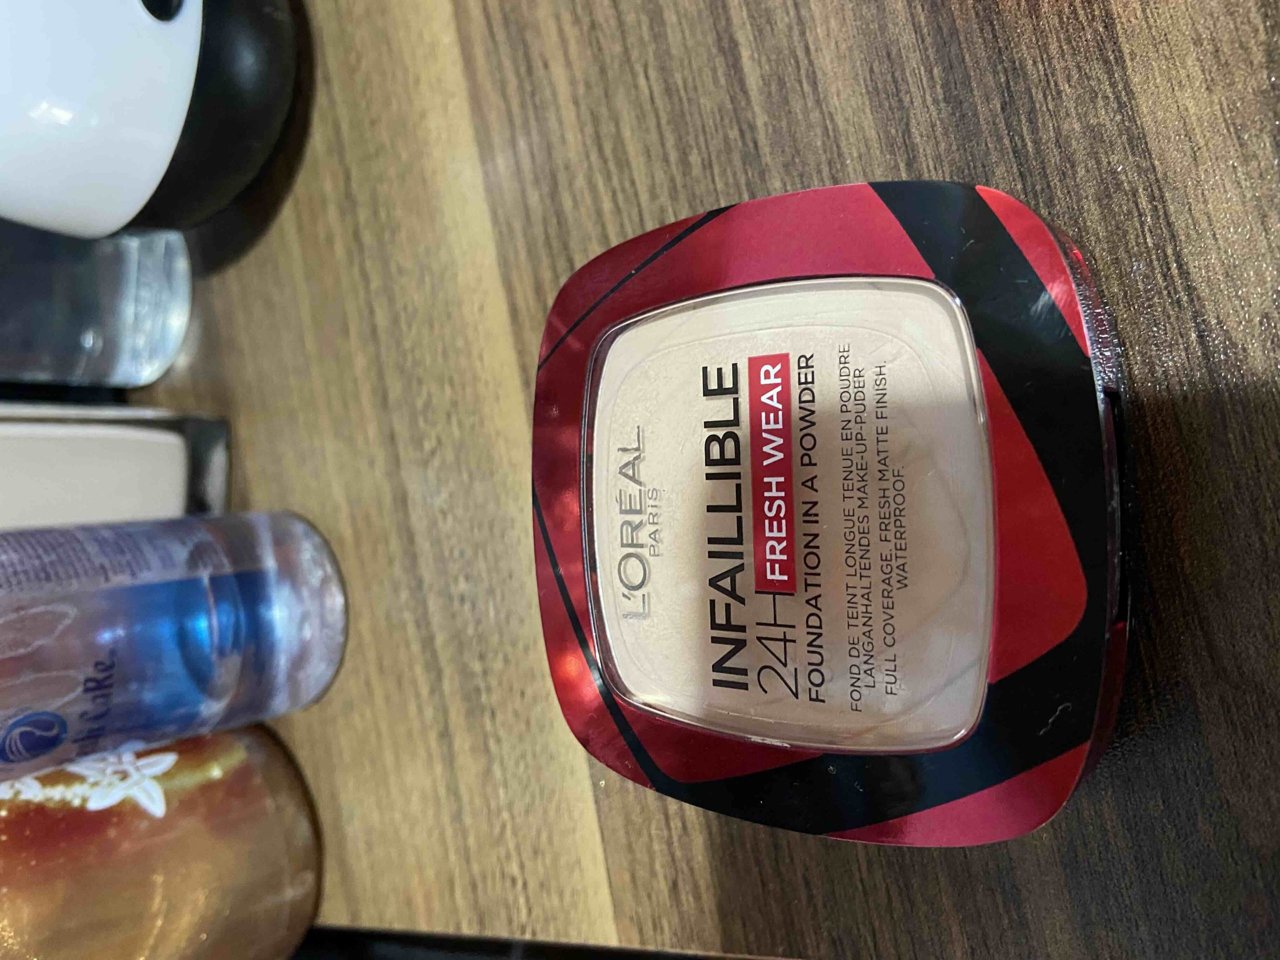 L'ORÉAL
PARIS
INFAILLIBLE
24H FRESH WEAR
FOUNDATION IN A POWDER
FOND DE TEINT LONGUE TENUE EN POUDRE
LANGANHALTENDES MAKE-UP-PUDER
FULL COVERAGE. FRESH MATTE FINISH.
WATERPROOF.